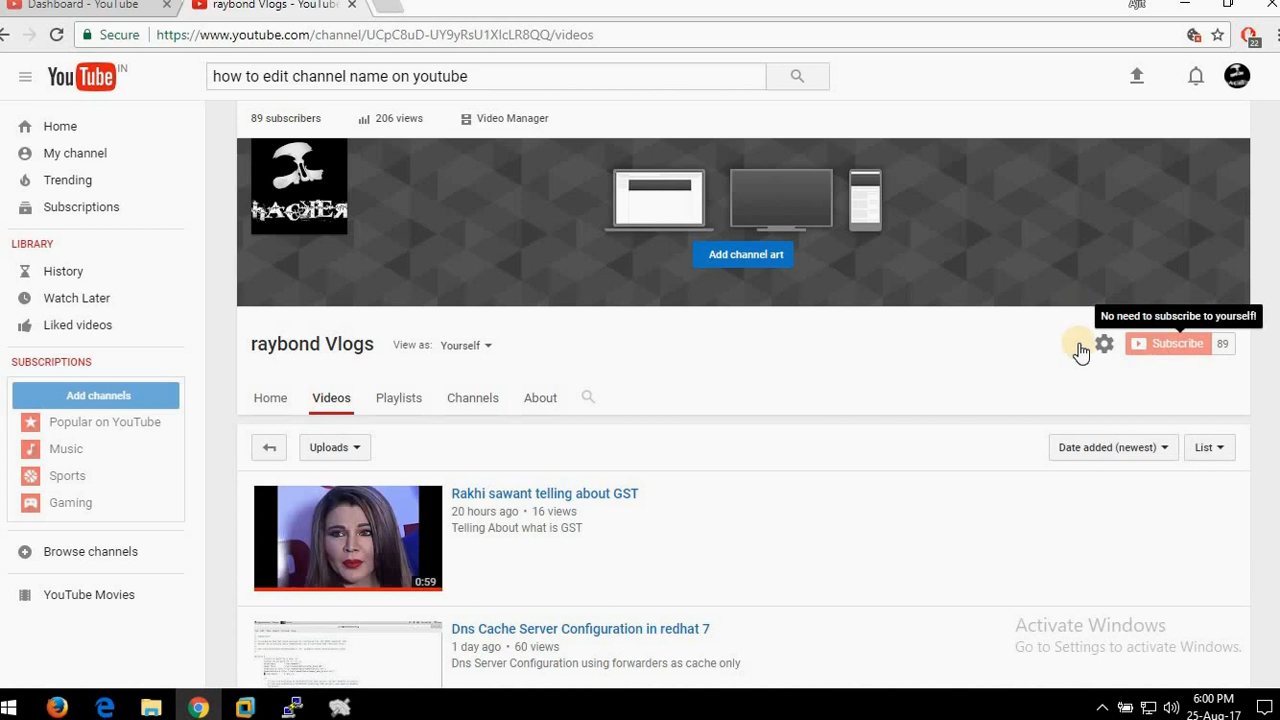 Dashboard - YouTube
raybond Vlogs - YouTube
Ajit
Secure
https://www.youtube.com/channel/UCpC8uD-UY9yRsU1XIcLR8QQ/videos
22
YouTube IN
how to edit channel name on youtube
89 subscribers
206 views
Video Manager
Home
My channel
Trending
Subscriptions
LIBRARY
History
Watch Later
Liked videos
SUBSCRIPTIONS
Add channels
Popular on YouTube
Music
Sports
Gaming
Browse channels
YouTube Movies
HACKER
Add channel art
No need to subscribe to yourself!
raybond Vlogs
View as: Yourself
Subscribe 89
Home
Videos
Playlists
Channels
About
Uploads
Date added (newest)
List
Rakhi sawant telling about GST
20 hours ago • 16 views
Telling About what is GST
0:59
Dns Cache Server Configuration in redhat 7
1 day ago • 60 views
Dns Server Configuration using forwarders as cache only
Activate Windows
Go to Settings to activate Windows.
6:00 PM
25-Aug-17